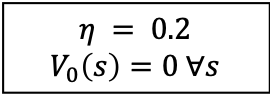 η = 0.2
V₀(s) = 0 ∀s